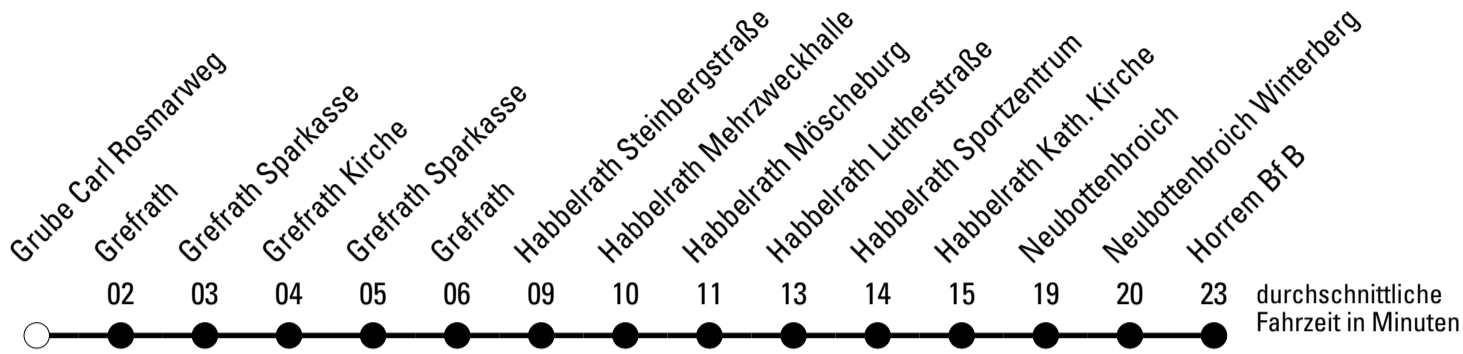 Grube Carl Rosmarweg
Grefrath
Grefrath Sparkasse
Grefrath Kirche
Grefrath Sparkasse
Grefrath
Habbelrath Steinbergstraße
Habbelrath Mehrzweckhalle
Habbelrath Möscheburg
Habbelrath Lutherstraße
Habbelrath Sportzentrum
Habbelrath Kath. Kirche
Neubottenbroich
Neubottenbroich Winterberg
Horrem Bf B
02 03 04 05 06 09 10 11 13 14 15 19 20 23
durchschnittliche
Fahrzeit in Minuten